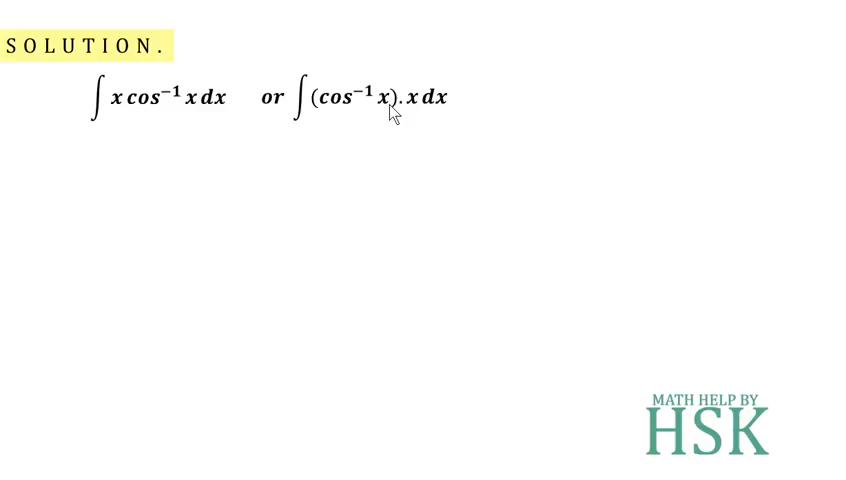 SOLUTION.
∫ x cos⁻¹ x dx or ∫ (cos⁻¹ x). x dx
MATH HELP BY
HSK